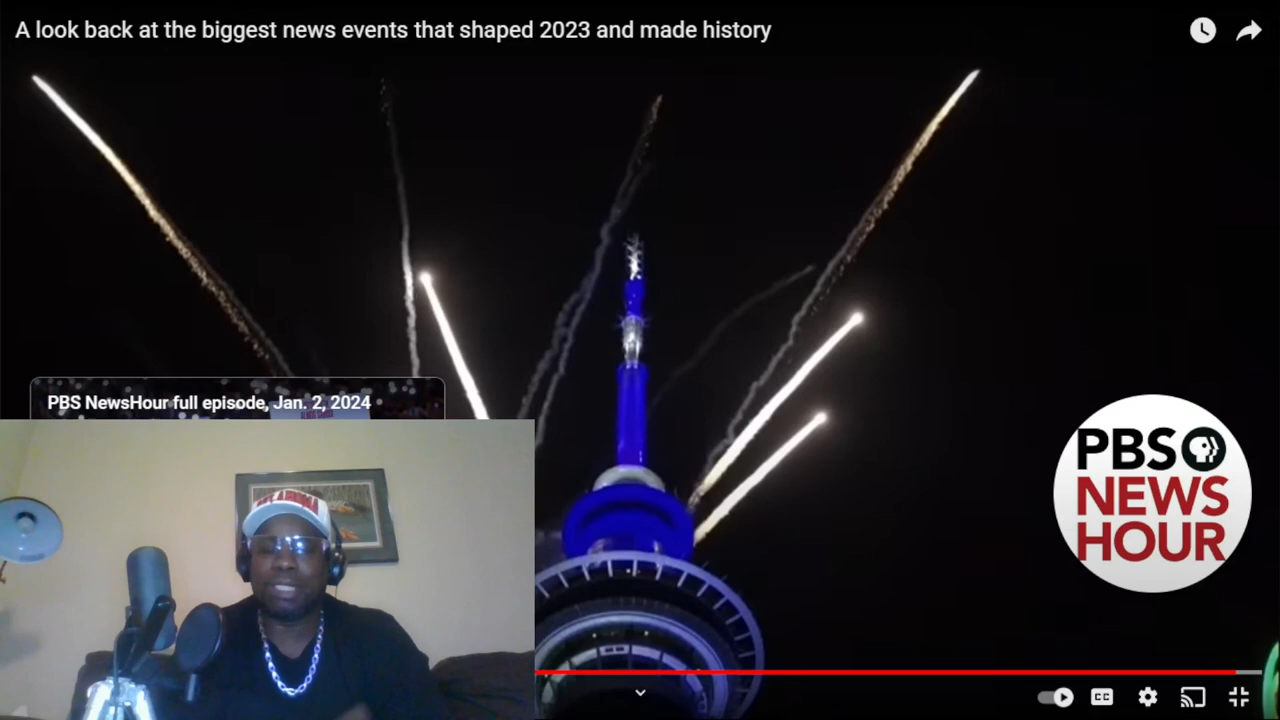 A look back at the biggest news events that shaped 2023 and made history
PBS NewsHour full episode, Jan. 2, 2024
PBS
NEWS
HOUR
CC